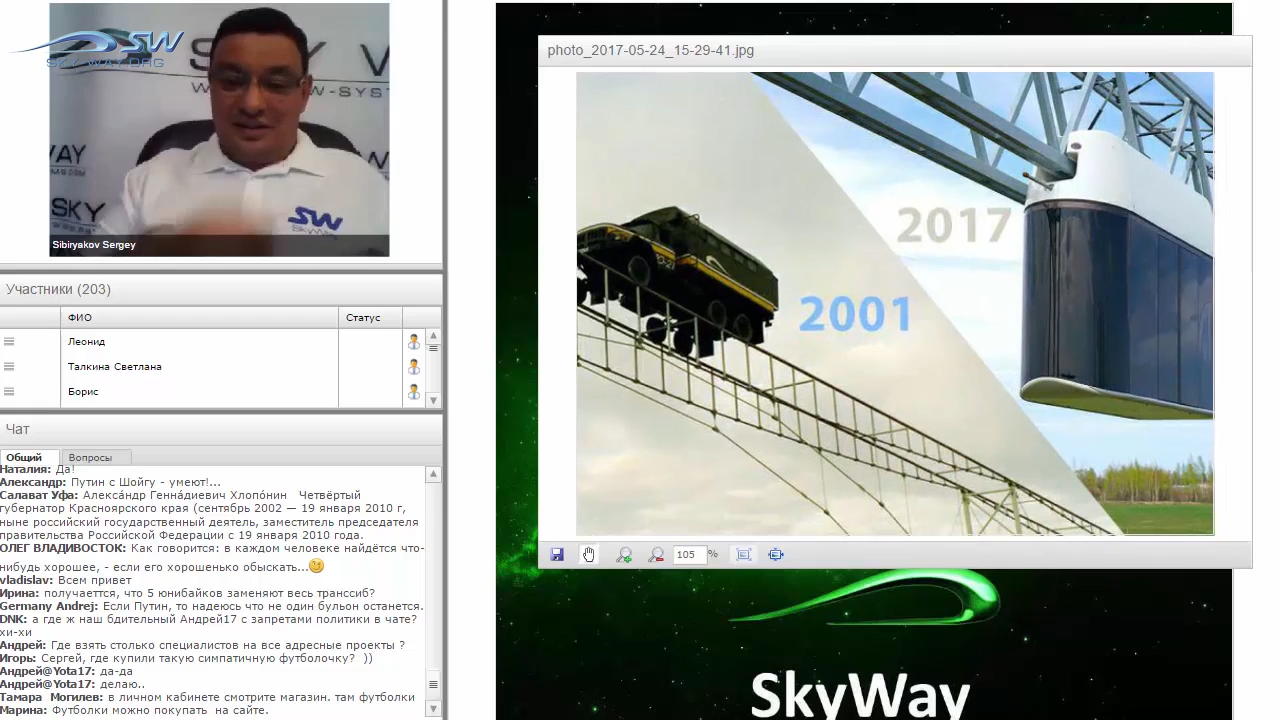 SW
SKY-WAY.ORG
SKY W
WAY
SKY
SW
Sibiryakov Sergey
Участники (203)
ФИО
Статус
Леонид
Талкина Светлана
Борис
Чат
Общий
Вопросы
Наталия: Да!
Александр: Путин с Шойгу - умеют!...
Салават Уфа: Алекса́ндр Генна́диевич Хлопо́нин Четвёртый
губернатор Красноярского края (сентябрь 2002 — 19 января 2010 г,
ныне российский государственный деятель, заместитель председателя
правительства Российской Федерации с 19 января 2010 года.
ОЛЕГ ВЛАДИВОСТОК: Как говорится: в каждом человеке найдётся что-
нибудь хорошее, - если его хорошенько обыскать...
vladislav: Всем привет
Ирина: получаеттся, что 5 юнибайков заменяют весь транссиб?
Germany Andrej: Если Путин, то надеюсь что не один бульон останется.
DNK: а где ж наш бдительный Андрей17 с запретами политики в чате?
хи-хи
Андрей: Где взять столько специалистов на все адресные проекты ?
Игорь: Сергей, где купили такую симпатичную футболочку? ))
Андрей@Yota17: да-да
Андрей@Yota17: делаю..
Тамара Могилев: в личном кабинете смотрите магазин. там футболки
Марина: Футболки можно покупать на сайте.
photo_2017-05-24_15-29-41.jpg
2017
2001
105 %
SkyWay